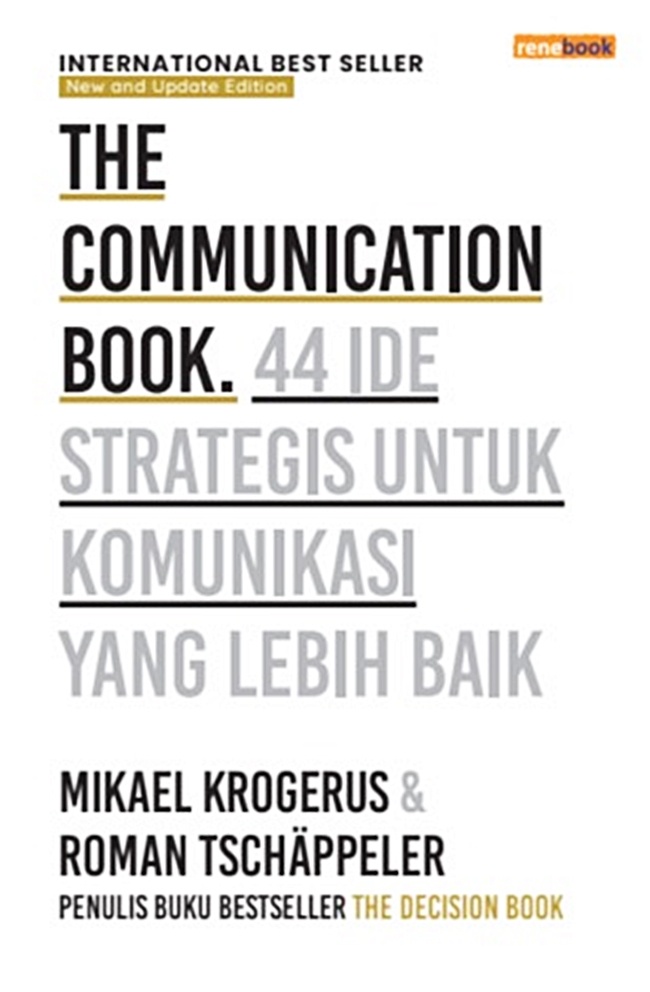 INTERNATIONAL BEST SELLER
renebook
New and Update Edition
THE
COMMUNICATION
BOOK. 44 IDE
STRATEGIS UNTUK
KOMUNIKASI
YANG LEBIH BAIK
MIKAEL KROGERUS &
ROMAN TSCHÄPPELER
PENULIS BUKU BESTSELLER THE DECISION BOOK